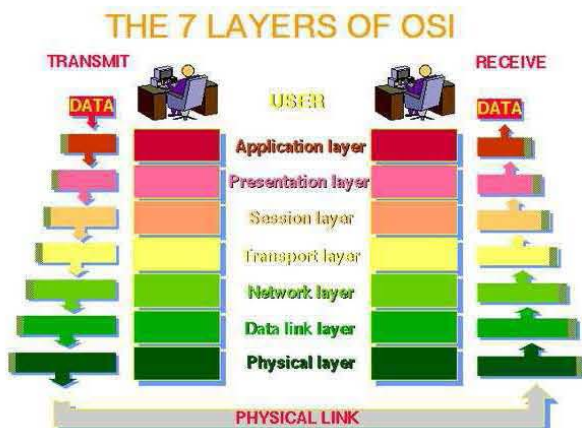 THE 7 LAYERS OF OSI
TRANSMIT
RECEIVE
DATA
USER
DATA
Application layer
Presentation layer
Session layer
Transport layer
Network layer
Data link layer
Physical layer
PHYSICAL LINK